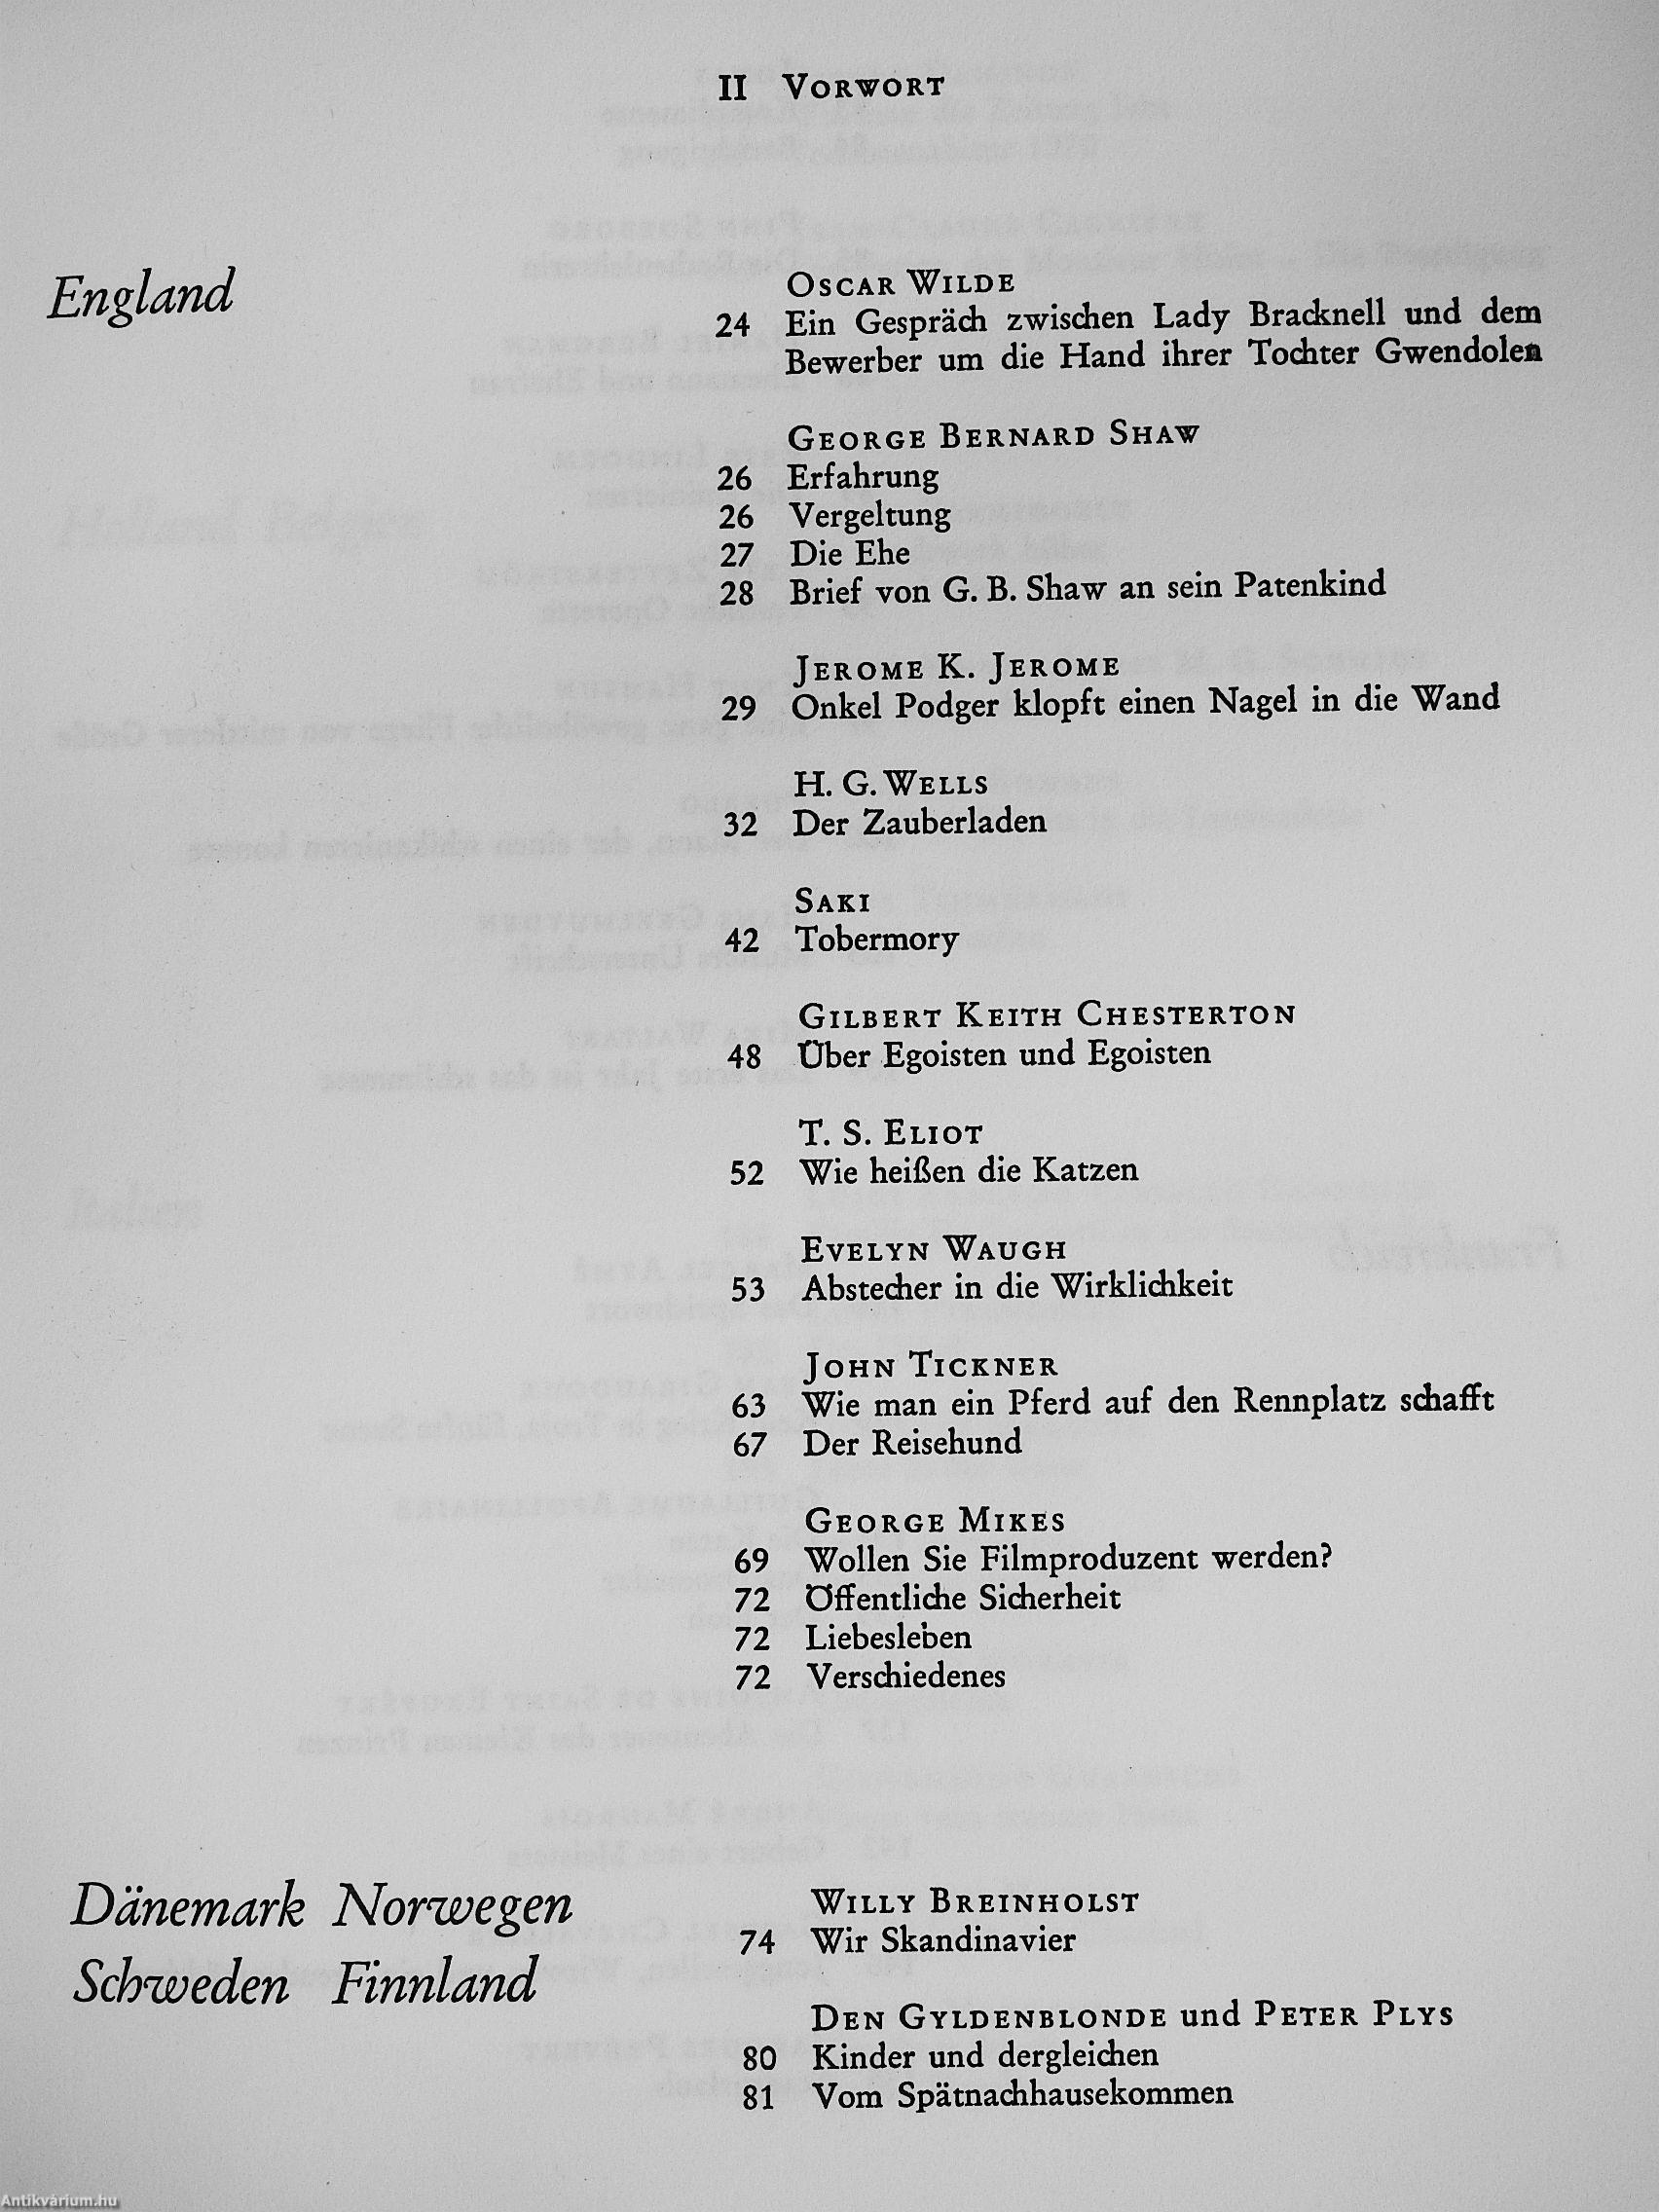 II VORWORT
England
OSCAR WILDE
24 Ein Gespräch zwischen Lady Bracknell und dem
Bewerber um die Hand ihrer Tochter Gwendolen
GEORGE BERNARD SHAW
26 Erfahrung
26 Vergeltung
27 Die Ehe
28 Brief von G. B. Shaw an sein Patenkind
JEROME K. JEROME
29 Onkel Podger klopft einen Nagel in die Wand
H. G. WELLS
32 Der Zauberladen
SAKI
42 Tobermory
GILBERT KEITH CHESTERTON
48 Über Egoisten und Egoisten
T. S. ELIOT
52 Wie heißen die Katzen
EVELYN WAUGH
53 Abstecher in die Wirklichkeit
JOHN TICKNER
63 Wie man ein Pferd auf den Rennplatz schafft
67 Der Reisehund
GEORGE MIKES
69 Wollen Sie Filmproduzent werden?
72 Öffentliche Sicherheit
72 Liebesleben
72 Verschiedenes
Dänemark Norwegen
Schweden Finnland
WILLY BREINHOLST
74 Wir Skandinavier
DEN GYLDENBLONDE und PETER PLYS
80 Kinder und dergleichen
81 Vom Spätnachhausekommen
Antikvárium.hu